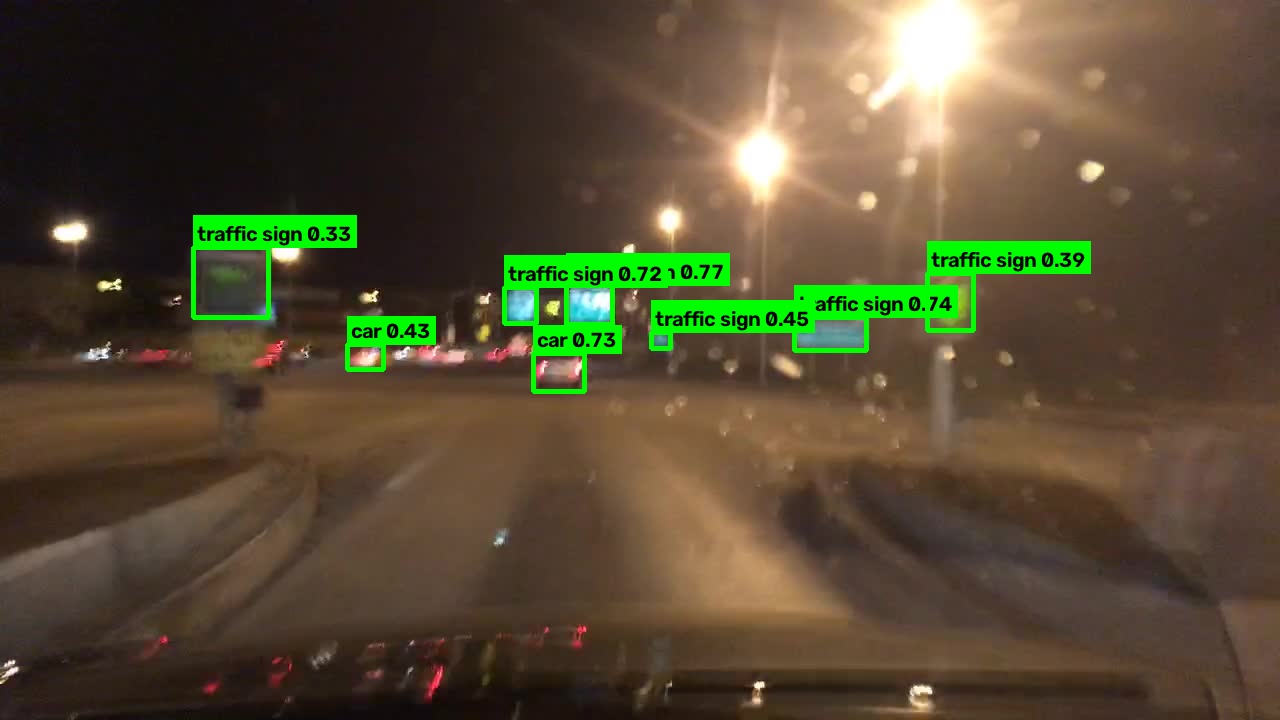 traffic sign 0.33
traffic sign 0.39
traffic sign 0.72
0.77
traffic sign 0.74
traffic sign 0.45
car 0.43
car 0.73